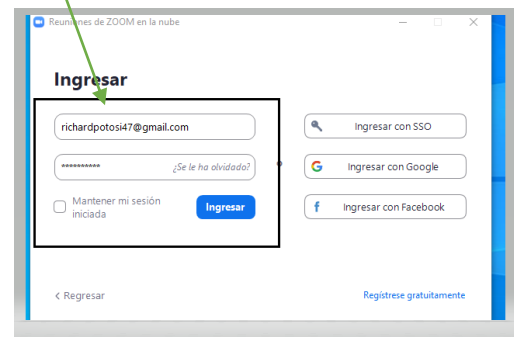 Reuniones de ZOOM en la nube
Ingresar
richardpotosi47@gmail.com
********** ¿Se le ha olvidado?
Mantener mi sesión
iniciada
Ingresar
Ingresar con SSO
Ingresar con Google
Ingresar con Facebook
< Regresar
Regístrese gratuitamente